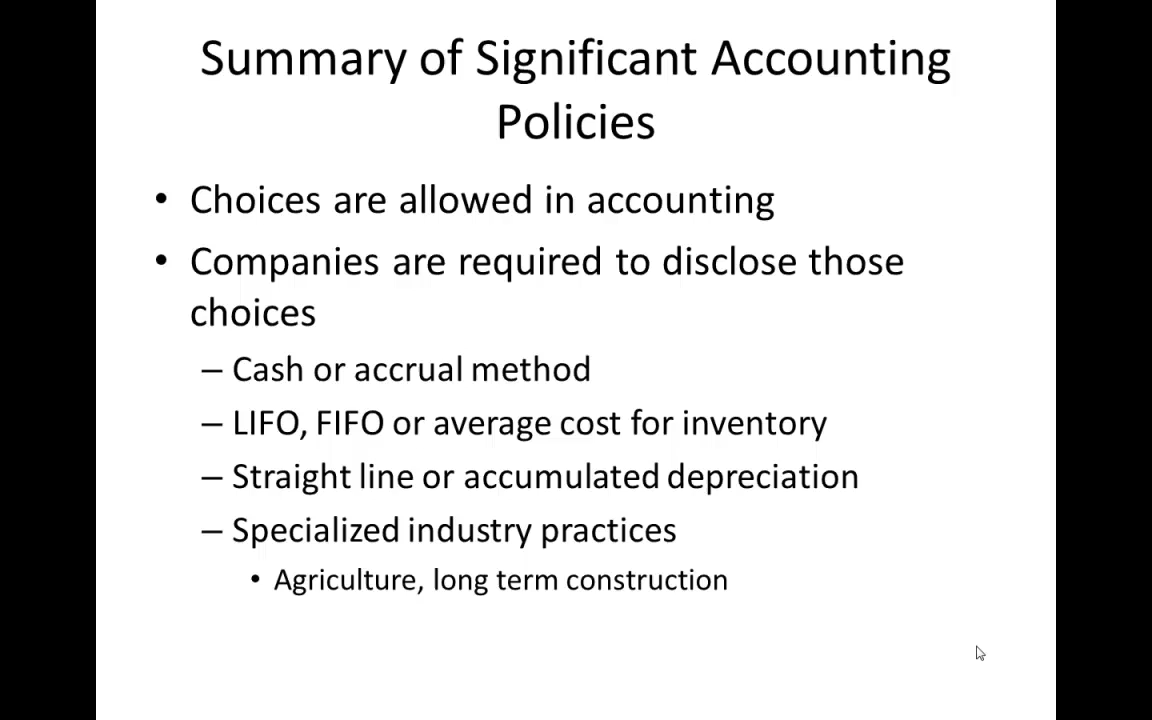 Summary of Significant Accounting
Policies
• Choices are allowed in accounting
• Companies are required to disclose those
choices
– Cash or accrual method
– LIFO, FIFO or average cost for inventory
– Straight line or accumulated depreciation
– Specialized industry practices
• Agriculture, long term construction